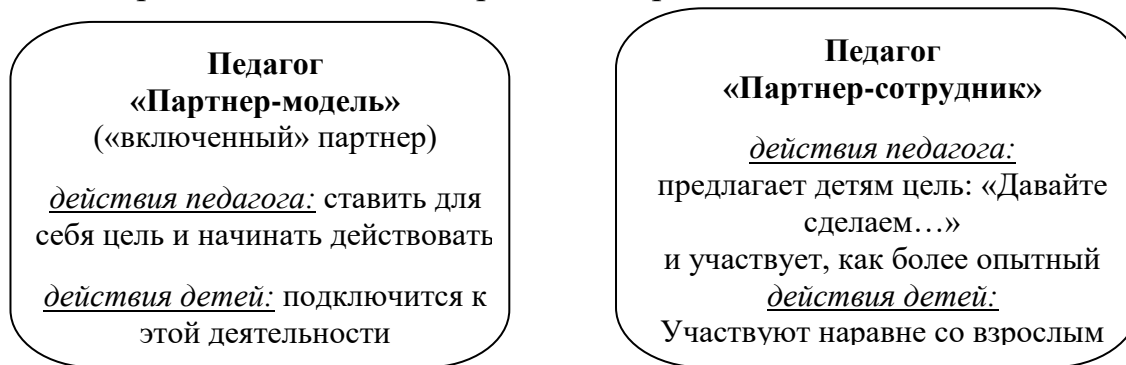 Педагог
«Партнер-модель»
(«включенный» партнер)
действия педагога: ставить для
себя цель и начинать действовать
действия детей: подключится к
этой деятельности
Педагог
«Партнер-сотрудник»
действия педагога:
предлагает детям цель: «Давайте
сделаем…»
и участвует, как более опытный
действия детей:
Участвуют наравне со взрослым